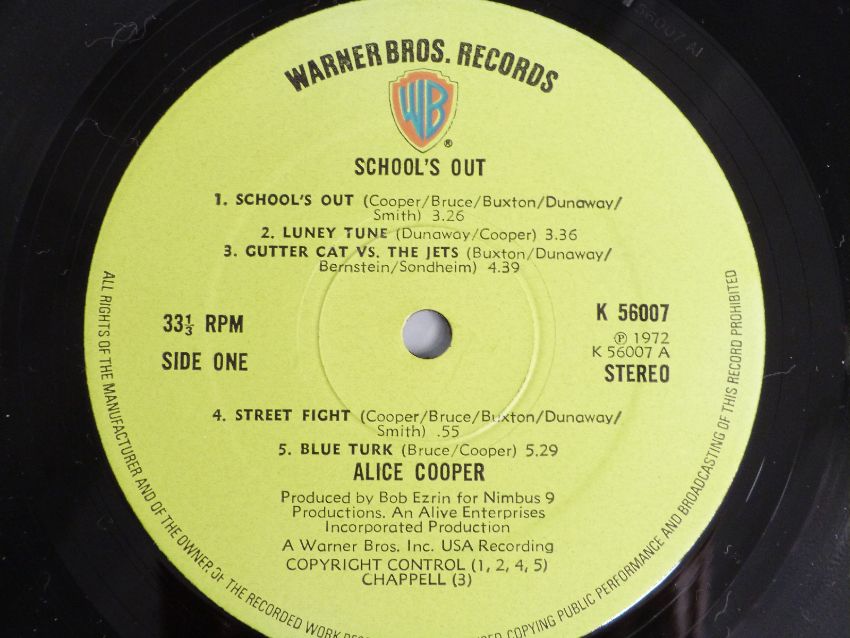 56007 A1
WARNER BROS. RECORDS
WB
®
SCHOOL'S OUT
1. SCHOOL'S OUT (Cooper/Bruce/Buxton/Dunaway/
Smith) 3.26
2. LUNEY TUNE (Dunaway/Cooper) 3.36
3. GUTTER CAT VS. THE JETS (Buxton/Dunaway/
Bernstein/Sondheim) 4.39
33⅓ RPM
SIDE ONE
K 56007
℗ 1972
K 56007 A
STEREO
4. STREET FIGHT (Cooper/Bruce/Buxton/Dunaway/
Smith) .55
5. BLUE TURK (Bruce/Cooper) 5.29
ALICE COOPER
Produced by Bob Ezrin for Nimbus 9
Productions. An Alive Enterprises
Incorporated Production
A Warner Bros. Inc. USA Recording
COPYRIGHT CONTROL (1, 2, 4, 5)
CHAPPELL (3)
ALL RIGHTS OF THE MANUFACTURER AND OF THE OWNER OF THE RECORDED WORK COPYING PUBLIC PERFORMANCE AND BROADCASTING OF THIS RECORD PROHIBITED